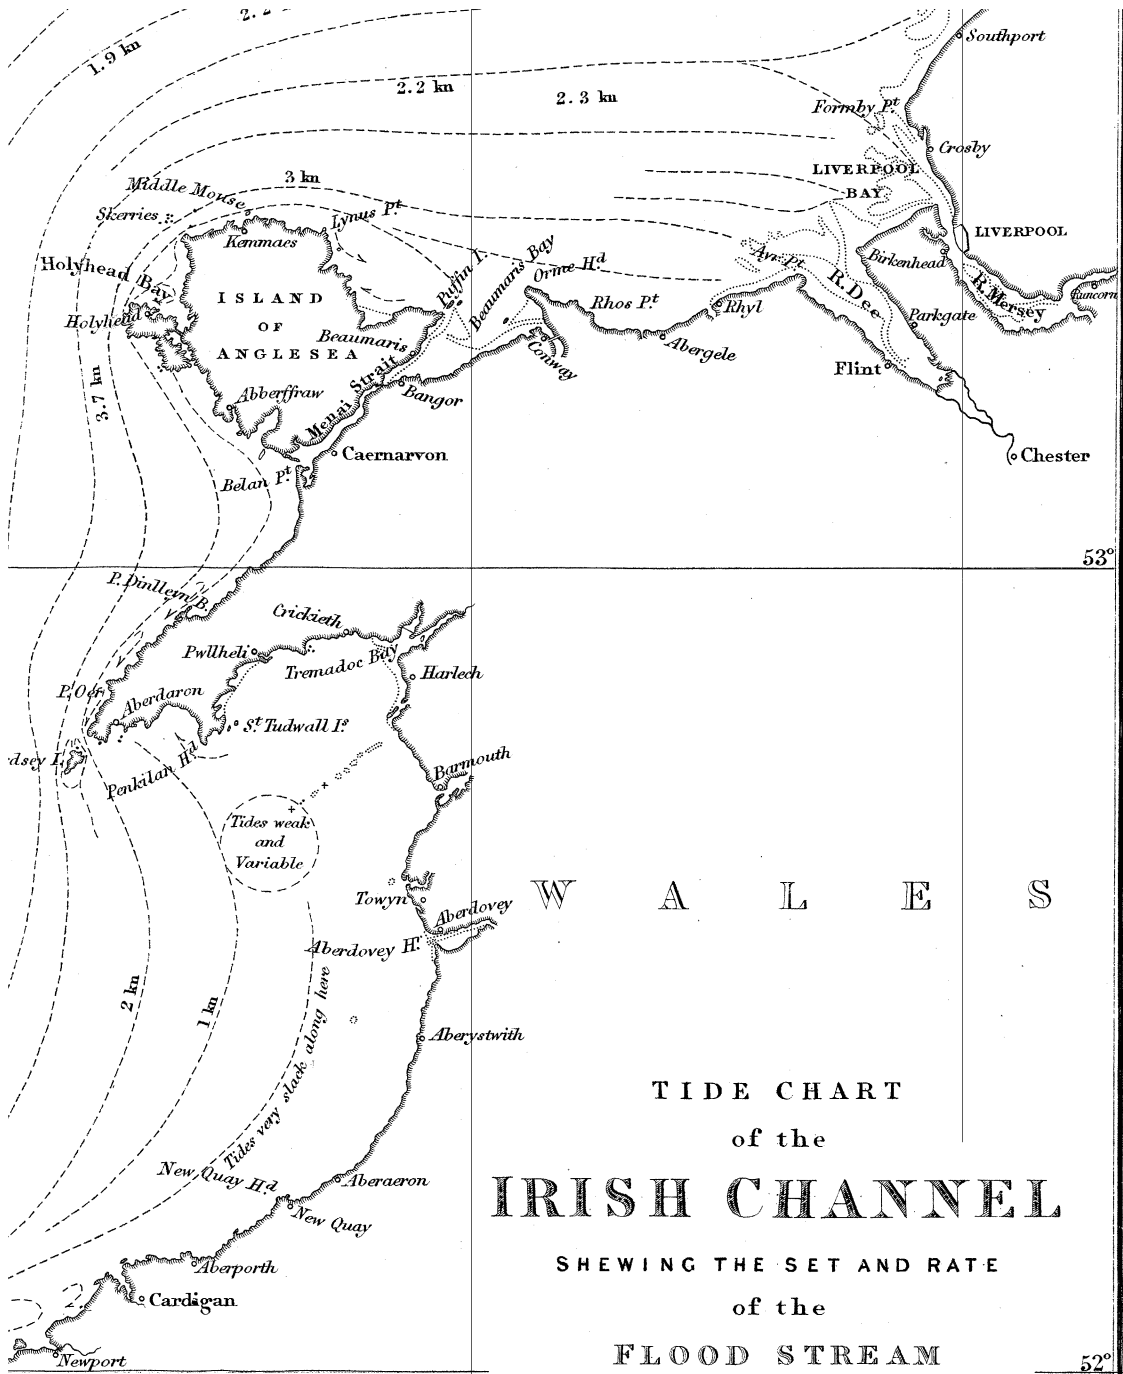 2.2
1.9 kn
Southport
2.2 kn
2.3 kn
Formby Pt.
Crosby
LIVERPOOL
BAY
3 kn
Middle Mouse
Skerries
Lynus Pt.
Kemmaes
LIVERPOOL
Birkenhead
Holyhead Bay
Puffin I.
Beaumaris Bay
Orme Hd.
Ayr Pt.
R. Dee
R. Mersey
Runcorn
ISLAND
OF
ANGLESEA
Rhos Pt.
Rhyl
Parkgate
Holyhead
Beaumaris
Conway
Abergele
Flint
3.7 kn
Abberffraw
Menai Strait
Bangor
Caernarvon
Chester
Belan Pt.
53°
P. Dinlleyn B.
Crickieth
Pwllheli
Tremadoc Bay
Harlech
P. Oer
Aberdaron
St. Tudwall Is.
dsey I.
Penkilan Hd.
Barmouth
Tides weak
and
Variable
WALES
Towyn
Aberdovey
Aberdovey H.
2 kn
1 kn
Tides very slack along here
Aberystwith
TIDE CHART
of the
IRISH CHANNEL
SHEWING THE SET AND RATE
of the
FLOOD STREAM
New Quay Hd.
Aberaeron
New Quay
Aberporth
Cardigan
Newport
52°